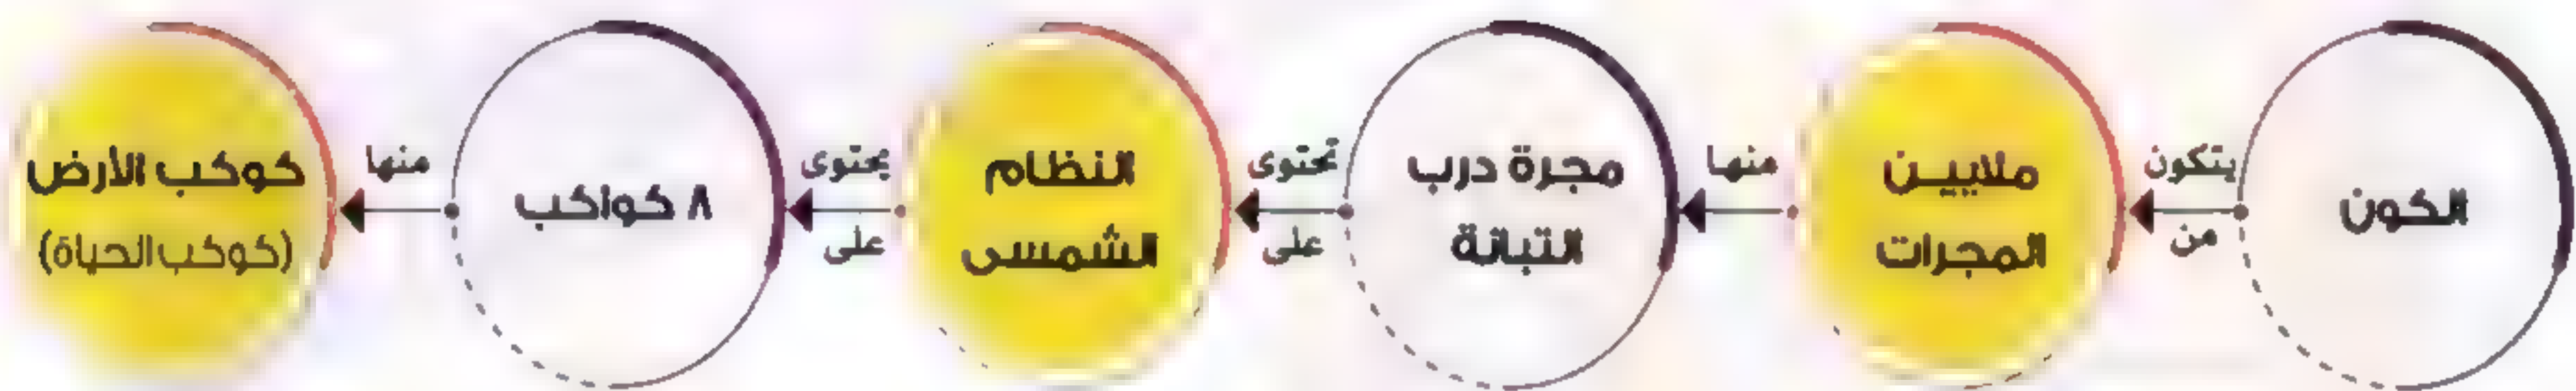 الكون
يتكون
من
ملايين
المجرات
منها
مجرة درب
التبانة
تحتوى
على
النظام
الشمسى
يحتوى
على
٨ كواكب
منها
كوكب الأرض
(كوكب الحياة)